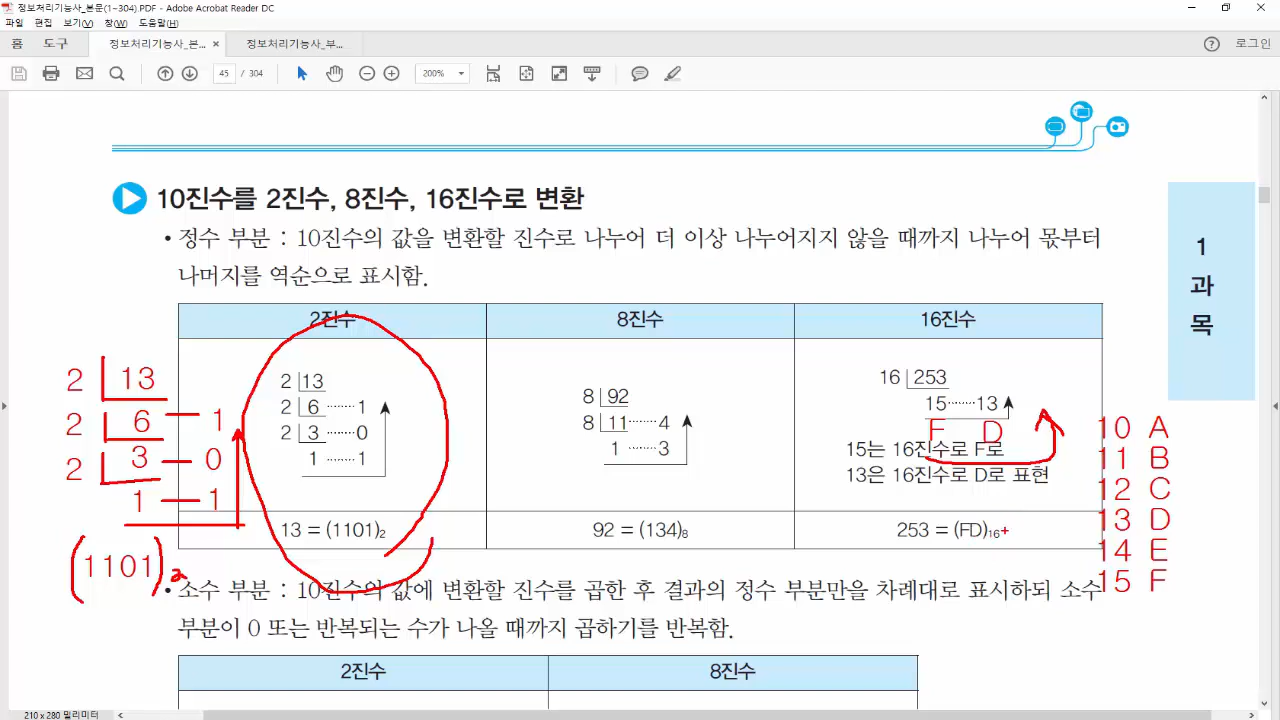 정보처리기능사_본문(1~304).PDF - Adobe Acrobat Reader DC
파일 편집 보기(V) 창(W) 도움말(H)
홈 도구 정보처리기능사_본... × 정보처리기능사_부... ? 로그인
45 / 304 200%
10진수를 2진수, 8진수, 16진수로 변환
• 정수 부분 : 10진수의 값을 변환할 진수로 나누어 더 이상 나누어지지 않을 때까지 나누어 몫부터
나머지를 역순으로 표시함.
1
과
목
2진수 8진수 16진수
2 13
2 6 ······· 1
2 3 ······· 0
1 ······ 1
8 92
8 11 ······· 4
1 ······ 3
16 253
15 ······ 13
F D
15는 16진수로 F로
13은 16진수로 D로 표현
13 = (1101)2 92 = (134)8 253 = (FD)16+
2 13
2 6 — 1
2 3 — 0
1 — 1
(1101)2
10 A
11 B
12 C
13 D
14 E
15 F
• 소수 부분 : 10진수의 값에 변환할 진수를 곱한 후 결과의 정수 부분만을 차례대로 표시하되 소수
부분이 0 또는 반복되는 수가 나올 때까지 곱하기를 반복함.
2진수 8진수
210 x 280 밀리미터